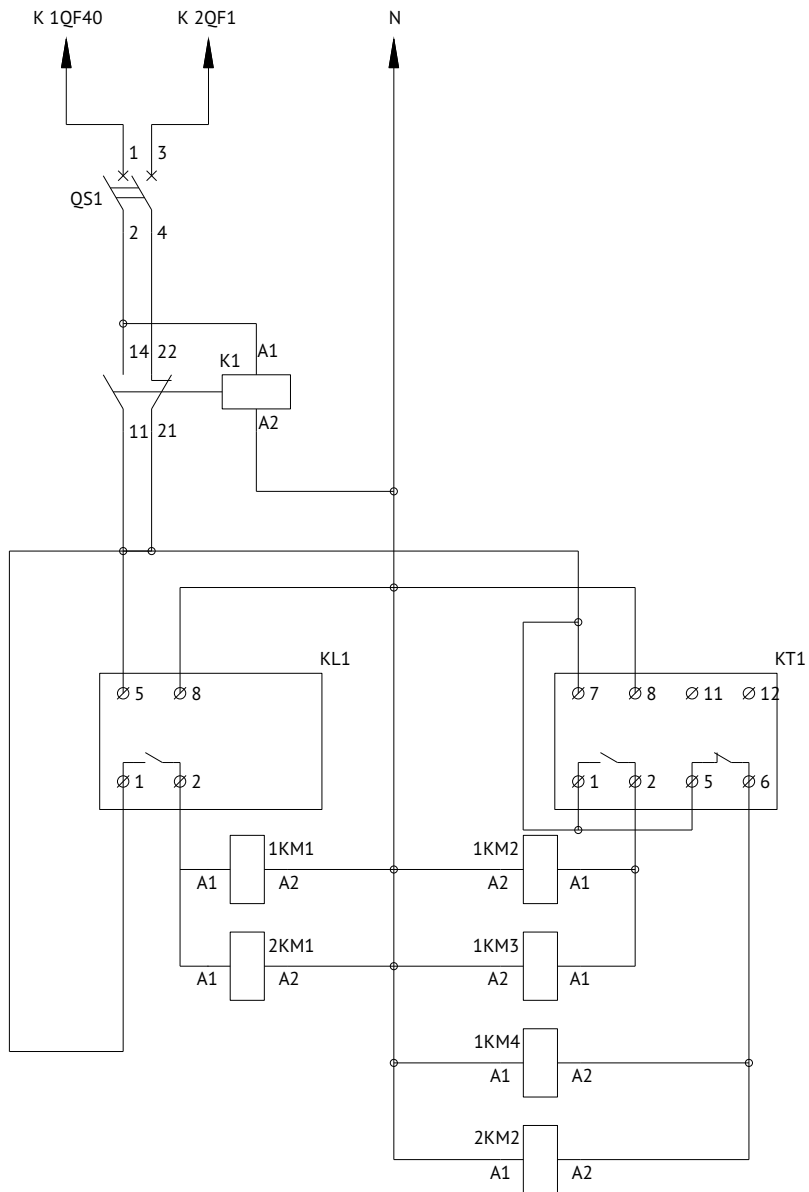 K 1QF40 K 2QF1 N
1 3
QS1
2 4
14 22 K1 A1
11 21 A2
KL1 KT1
5 8 7 8 11 12
1 2 1 2 5 6
1KM1 1KM2
A1 A2 A2 A1
2KM1 1KM3
A1 A2 A2 A1
1KM4
A1 A2
2KM2
A1 A2